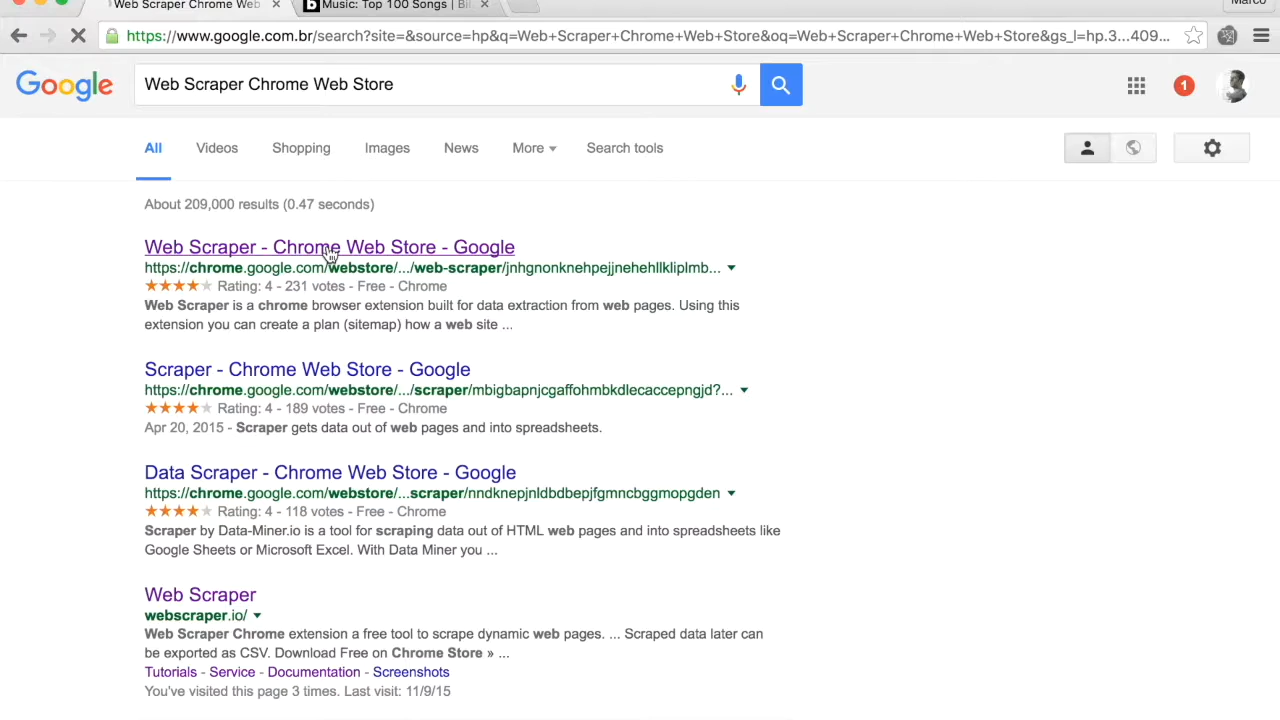 Web Scraper Chrome Web
Music: Top 100 Songs | Bil
Marco
https://www.google.com.br/search?site=&source=hp&q=Web+Scraper+Chrome+Web+Store&oq=Web+Scraper+Chrome+Web+Store&gs_l=hp.3...409...
Google
Web Scraper Chrome Web Store
1
All Videos Shopping Images News More Search tools
About 209,000 results (0.47 seconds)
Web Scraper - Chrome Web Store - Google
https://chrome.google.com/webstore/.../web-scraper/jnhgnonknehpejjnehehllkliplmb...
Rating: 4 - 231 votes - Free - Chrome
Web Scraper is a chrome browser extension built for data extraction from web pages. Using this
extension you can create a plan (sitemap) how a web site ...
Scraper - Chrome Web Store - Google
https://chrome.google.com/webstore/.../scraper/mbigbapnjcgaffohmbkdlecaccepngjd?...
Rating: 4 - 189 votes - Free - Chrome
Apr 20, 2015 - Scraper gets data out of web pages and into spreadsheets.
Data Scraper - Chrome Web Store - Google
https://chrome.google.com/webstore/...scraper/nndknepjnldbdbepjfgmncbggmopgden
Rating: 4 - 118 votes - Free - Chrome
Scraper by Data-Miner.io is a tool for scraping data out of HTML web pages and into spreadsheets like
Google Sheets or Microsoft Excel. With Data Miner you ...
Web Scraper
webscraper.io/
Web Scraper Chrome extension a free tool to scrape dynamic web pages. ... Scraped data later can
be exported as CSV. Download Free on Chrome Store » ...
Tutorials - Service - Documentation - Screenshots
You've visited this page 3 times. Last visit: 11/9/15